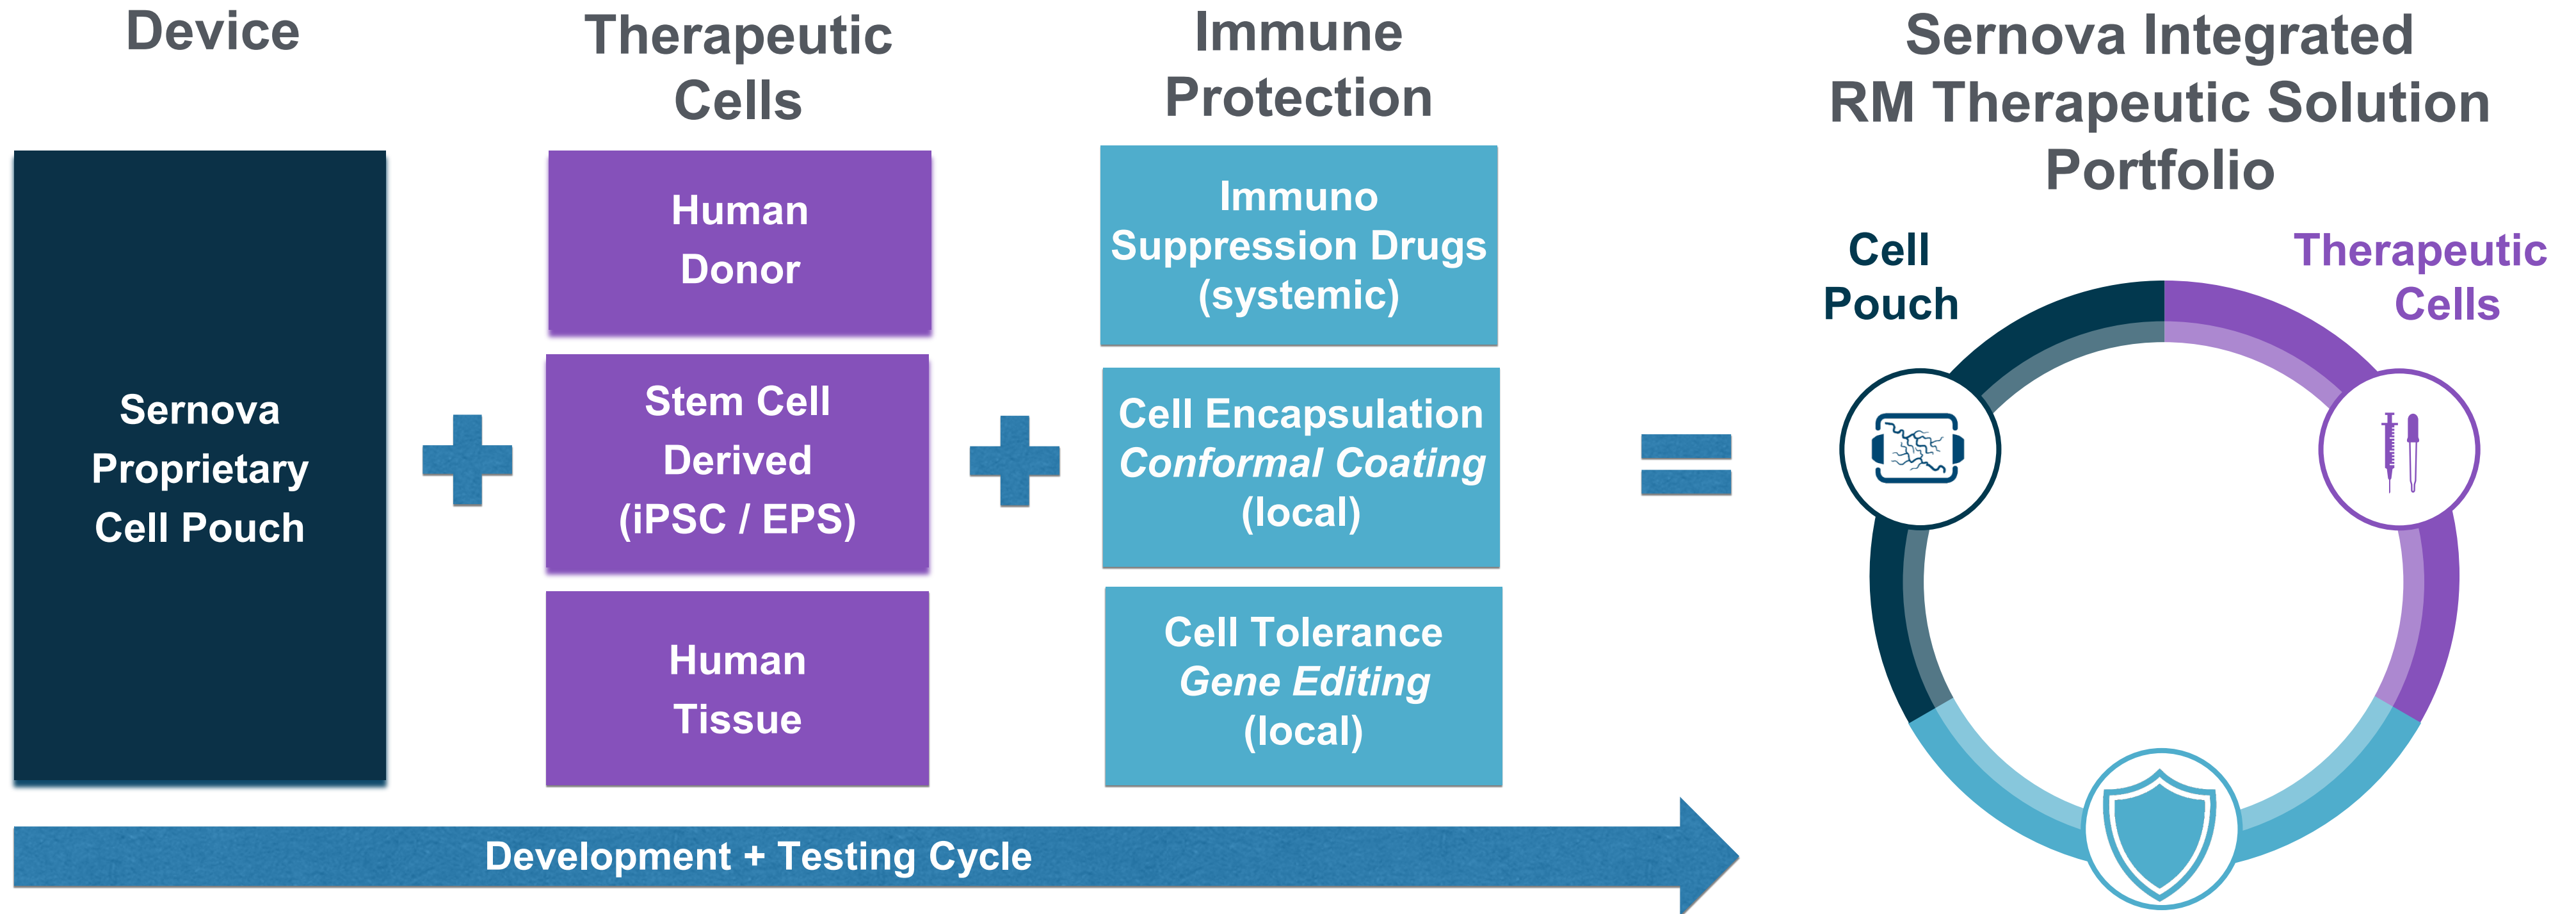 Device
Therapeutic
Cells
Immune
Protection
Sernova Integrated
RM Therapeutic Solution
Portfolio
Sernova
Proprietary
Cell Pouch
Human
Donor
Stem Cell
Derived
(iPSC / EPS)
Human
Tissue
Immuno
Suppression Drugs
(systemic)
Cell Encapsulation
Conformal Coating
(local)
Cell Tolerance
Gene Editing
(local)
Cell
Pouch
Therapeutic
Cells
Development + Testing Cycle